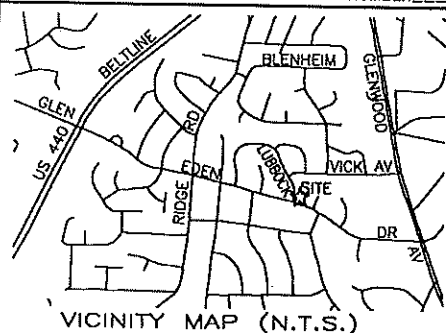 BELTLINE
US 440
GLEN
EDEN
DR
RIDGE
RD
BLENHEIM
GLENWOOD
AV
LUBBOCK
SITE
VICK AV
VICINITY MAP (N.T.S.)